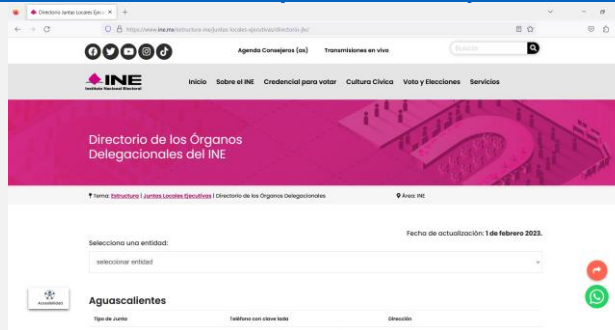 Directorio Juntas Locales Ejec
https://www.ine.mx/estructura-ine/juntas-locales-ejecutivas/directorio-jle/
Agenda Consejeros (as)
Transmisiones en vivo
Buscar
INE
Instituto Nacional Electoral
Inicio
Sobre el INE
Credencial para votar
Cultura Cívica
Voto y Elecciones
Servicios
Directorio de los Órganos
Delegacionales del INE
Tema: Estructura | Juntas Locales Ejecutivas | Directorio de los Órganos Delegacionales
Área: INE
Fecha de actualización: 1 de febrero 2023.
Selecciona una entidad:
seleccionar entidad
Accesibilidad
Aguascalientes
Tipo de Junta
Teléfono con clave lada
Dirección